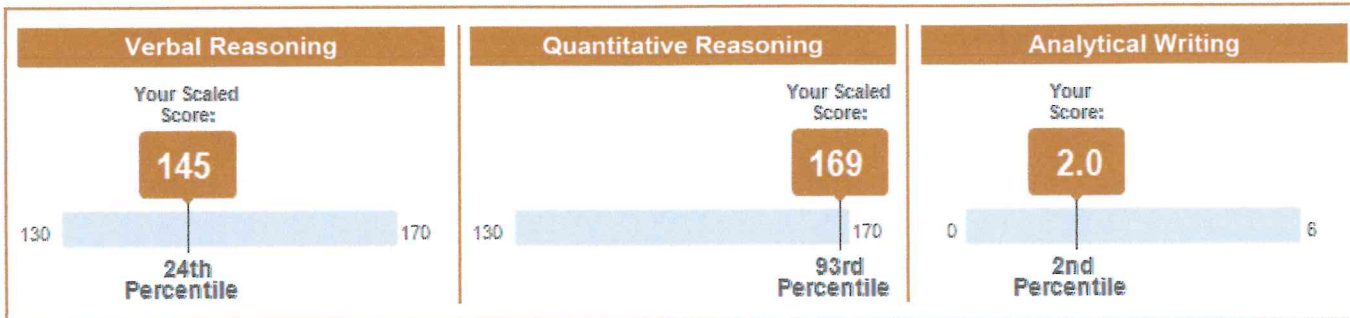 Verbal Reasoning
Your Scaled
Score:
145
130
170
24th
Percentile
Quantitative Reasoning
Your Scaled
Score:
169
130
170
93rd
Percentile
Analytical Writing
Your
Score:
2.0
0
6
2nd
Percentile